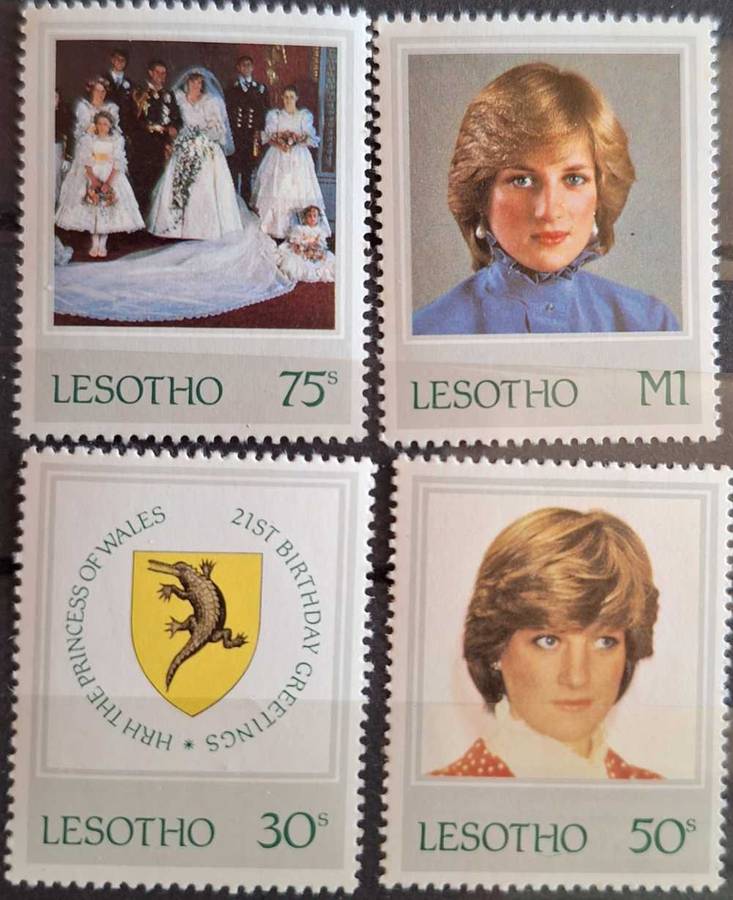 LESOTHO 75s
LESOTHO M1
HRH THE PRINCESS OF WALES
21ST BIRTHDAY GREETINGS *
LESOTHO 30s
LESOTHO 50s